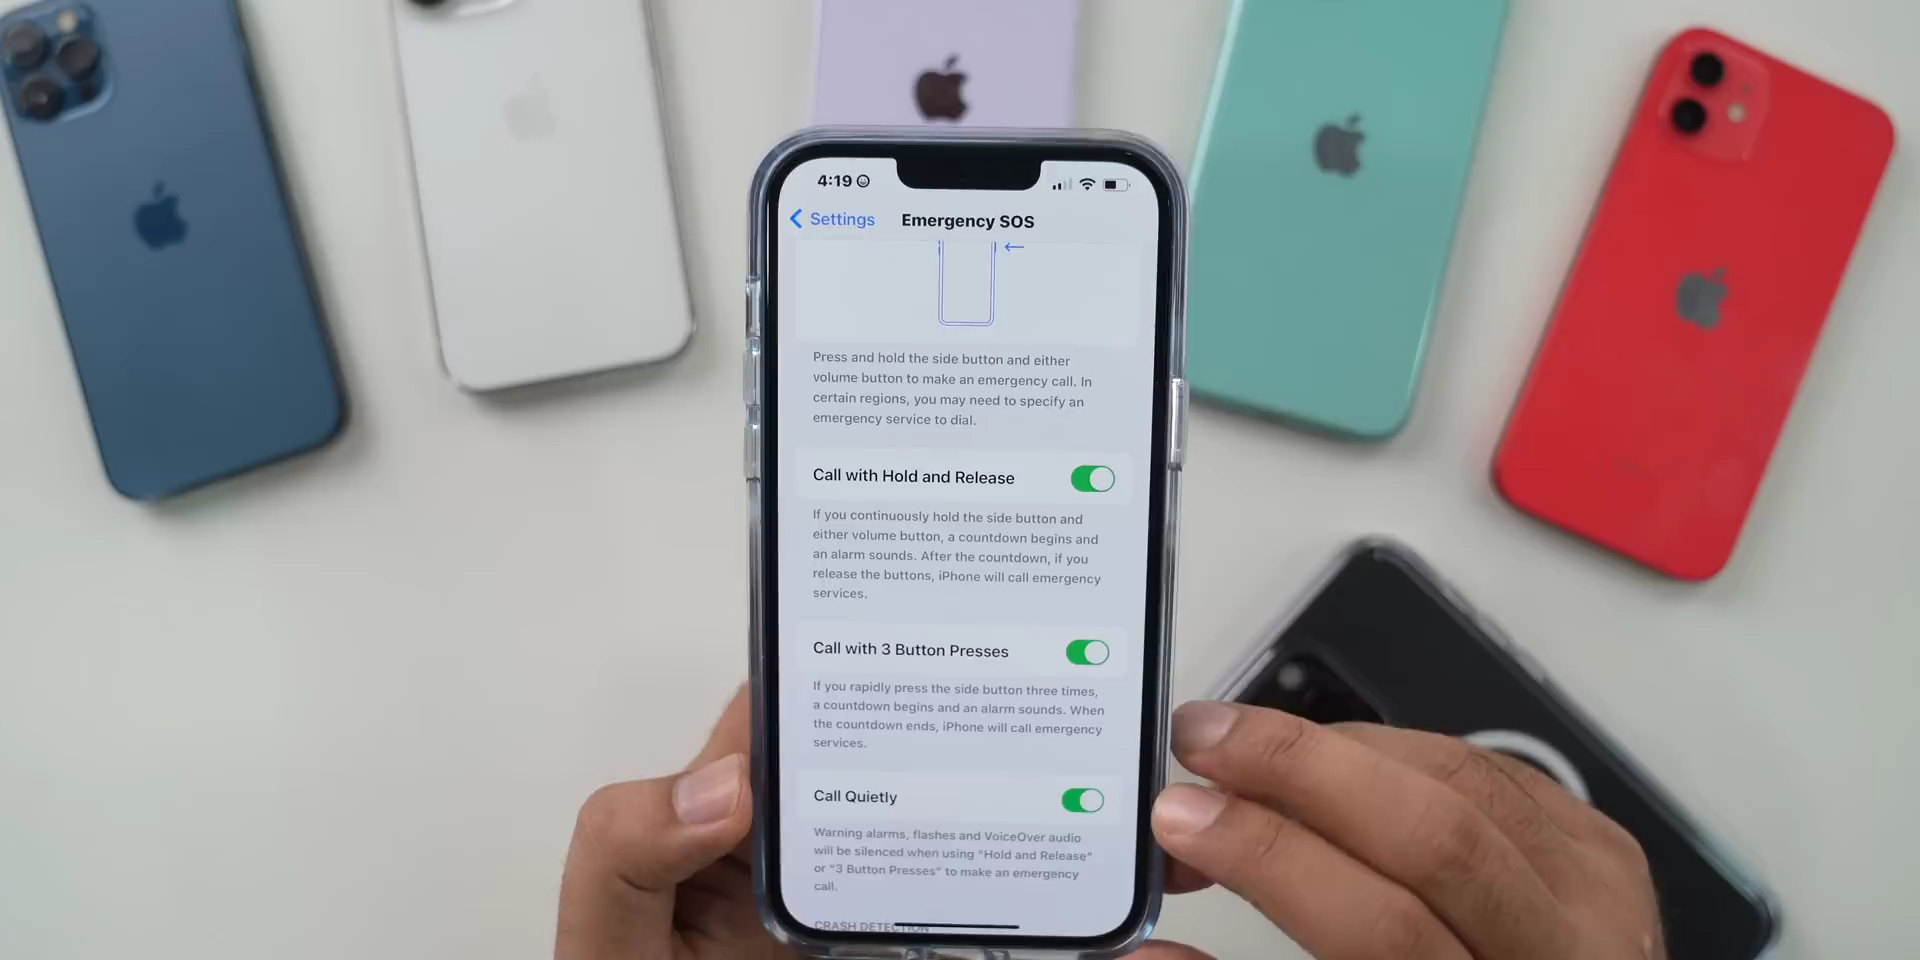 4:19
Settings
Emergency SOS
Press and hold the side button and either
volume button to make an emergency call. In
certain regions, you may need to specify an
emergency service to dial.
Call with Hold and Release
If you continuously hold the side button and
either volume button, a countdown begins and
an alarm sounds. After the countdown, if you
release the buttons, iPhone will call emergency
services.
Call with 3 Button Presses
If you rapidly press the side button three times,
a countdown begins and an alarm sounds. When
the countdown ends, iPhone will call emergency
services.
Call Quietly
Warning alarms, flashes and VoiceOver audio
will be silenced when using “Hold and Release”
or “3 Button Presses” to make an emergency
call.
CRASH DETECTION